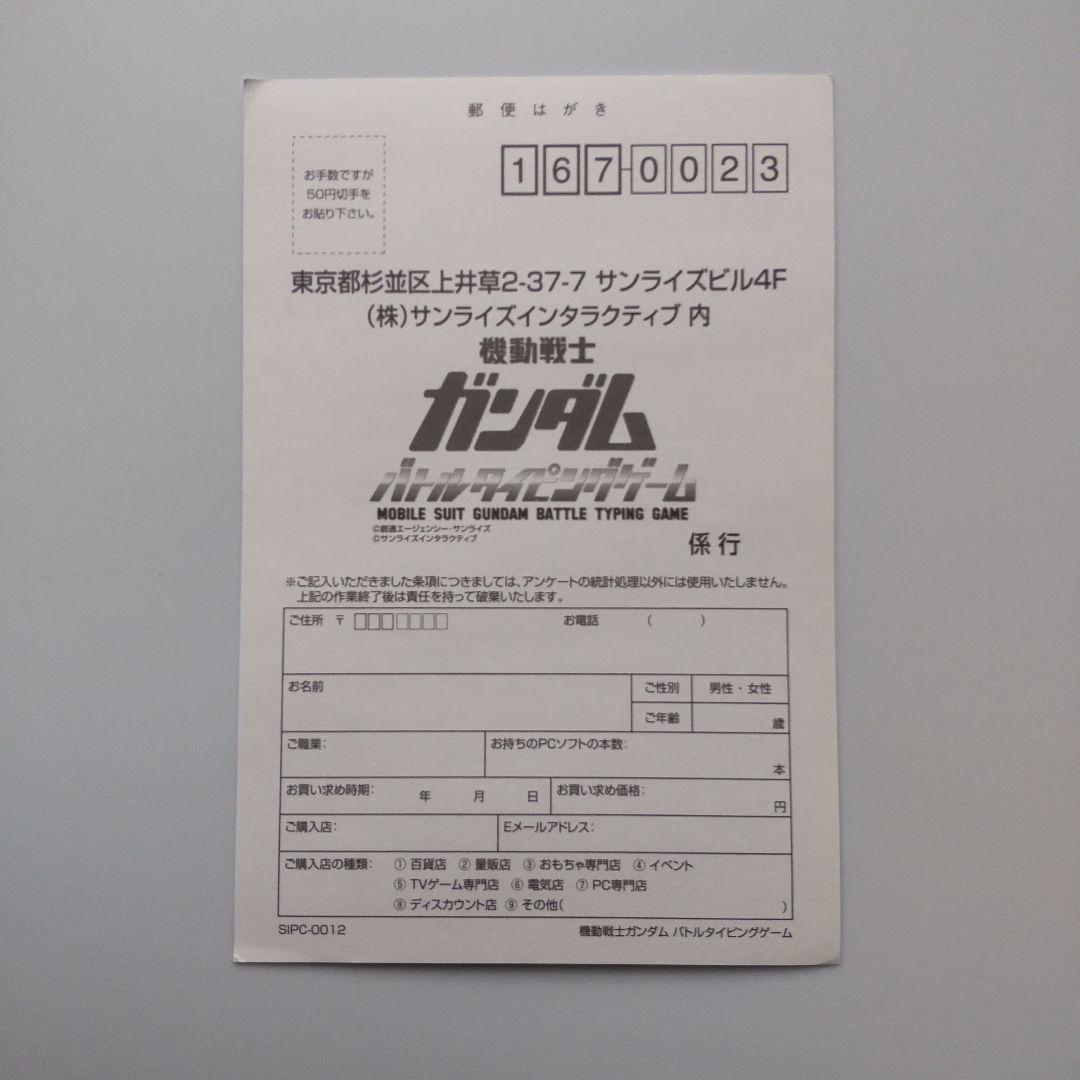 郵便はがき
お手数ですが
50円切手を
お貼り下さい。
167-0023
東京都杉並区上井草2-37-7 サンライズビル4F
(株)サンライズインタラクティブ 内
機動戦士
ガンダム
バトルタイピングゲーム
MOBILE SUIT GUNDAM BATTLE TYPING GAME
©創通エージェンシー・サンライズ
©サンライズインタラクティブ
係 行
※ご記入いただきました条項につきましては、アンケートの統計処理以外には使用いたしません。
上記の作業終了後は責任を持って破棄いたします。
ご住所 〒 お電話 ( )
お名前 ご性別 男性・女性
ご年齢 歳
ご職業: お持ちのPCソフトの本数: 本
お買い求め時期: 年 月 日 お買い求め価格: 円
ご購入店: Eメールアドレス:
ご購入店の種類: ① 百貨店 ② 量販店 ③ おもちゃ専門店 ④ イベント
⑤ TVゲーム専門店 ⑥ 電気店 ⑦ PC専門店
⑧ ディスカウント店 ⑨ その他( )
SIPC-0012 機動戦士ガンダム バトルタイピングゲーム